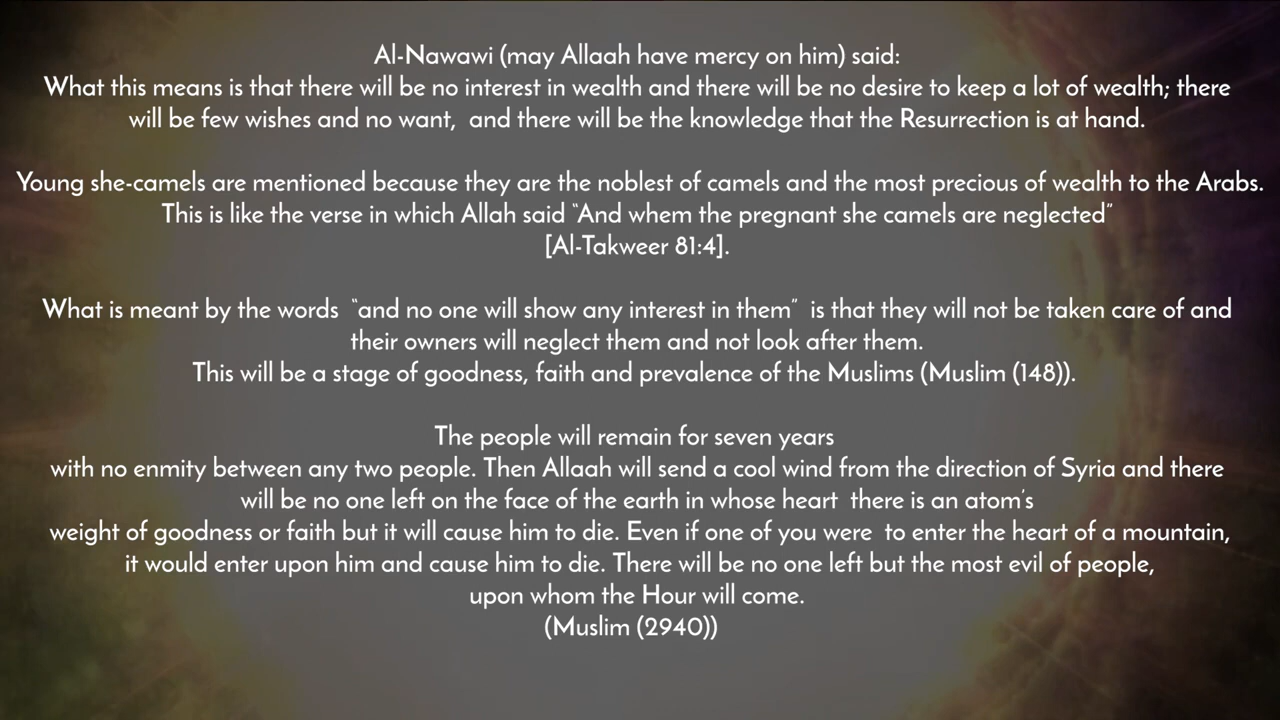 Al-Nawawi (may Allaah have mercy on him) said:
What this means is that there will be no interest in wealth and there will be no desire to keep a lot of wealth; there
will be few wishes and no want,  and there will be the knowledge that the Resurrection is at hand.
Young she-camels are mentioned because they are the noblest of camels and the most precious of wealth to the Arabs.
This is like the verse in which Allah said “And whem the pregnant she camels are neglected”
[Al-Takweer 81:4].
What is meant by the words  “and no one will show any interest in them”  is that they will not be taken care of and
their owners will neglect them and not look after them.
This will be a stage of goodness, faith and prevalence of the Muslims (Muslim (148)).
The people will remain for seven years
with no enmity between any two people. Then Allaah will send a cool wind from the direction of Syria and there
will be no one left on the face of the earth in whose heart  there is an atom's
weight of goodness or faith but it will cause him to die. Even if one of you were  to enter the heart of a mountain,
it would enter upon him and cause him to die. There will be no one left but the most evil of people,
upon whom the Hour will come.
(Muslim (2940))